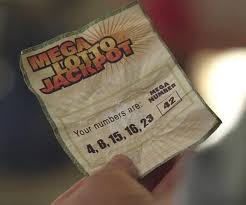 MEGA
LOTTO
JACKPOT
Your numbers are:
4, 8, 15, 16, 23
MEGA
NUMBER
42